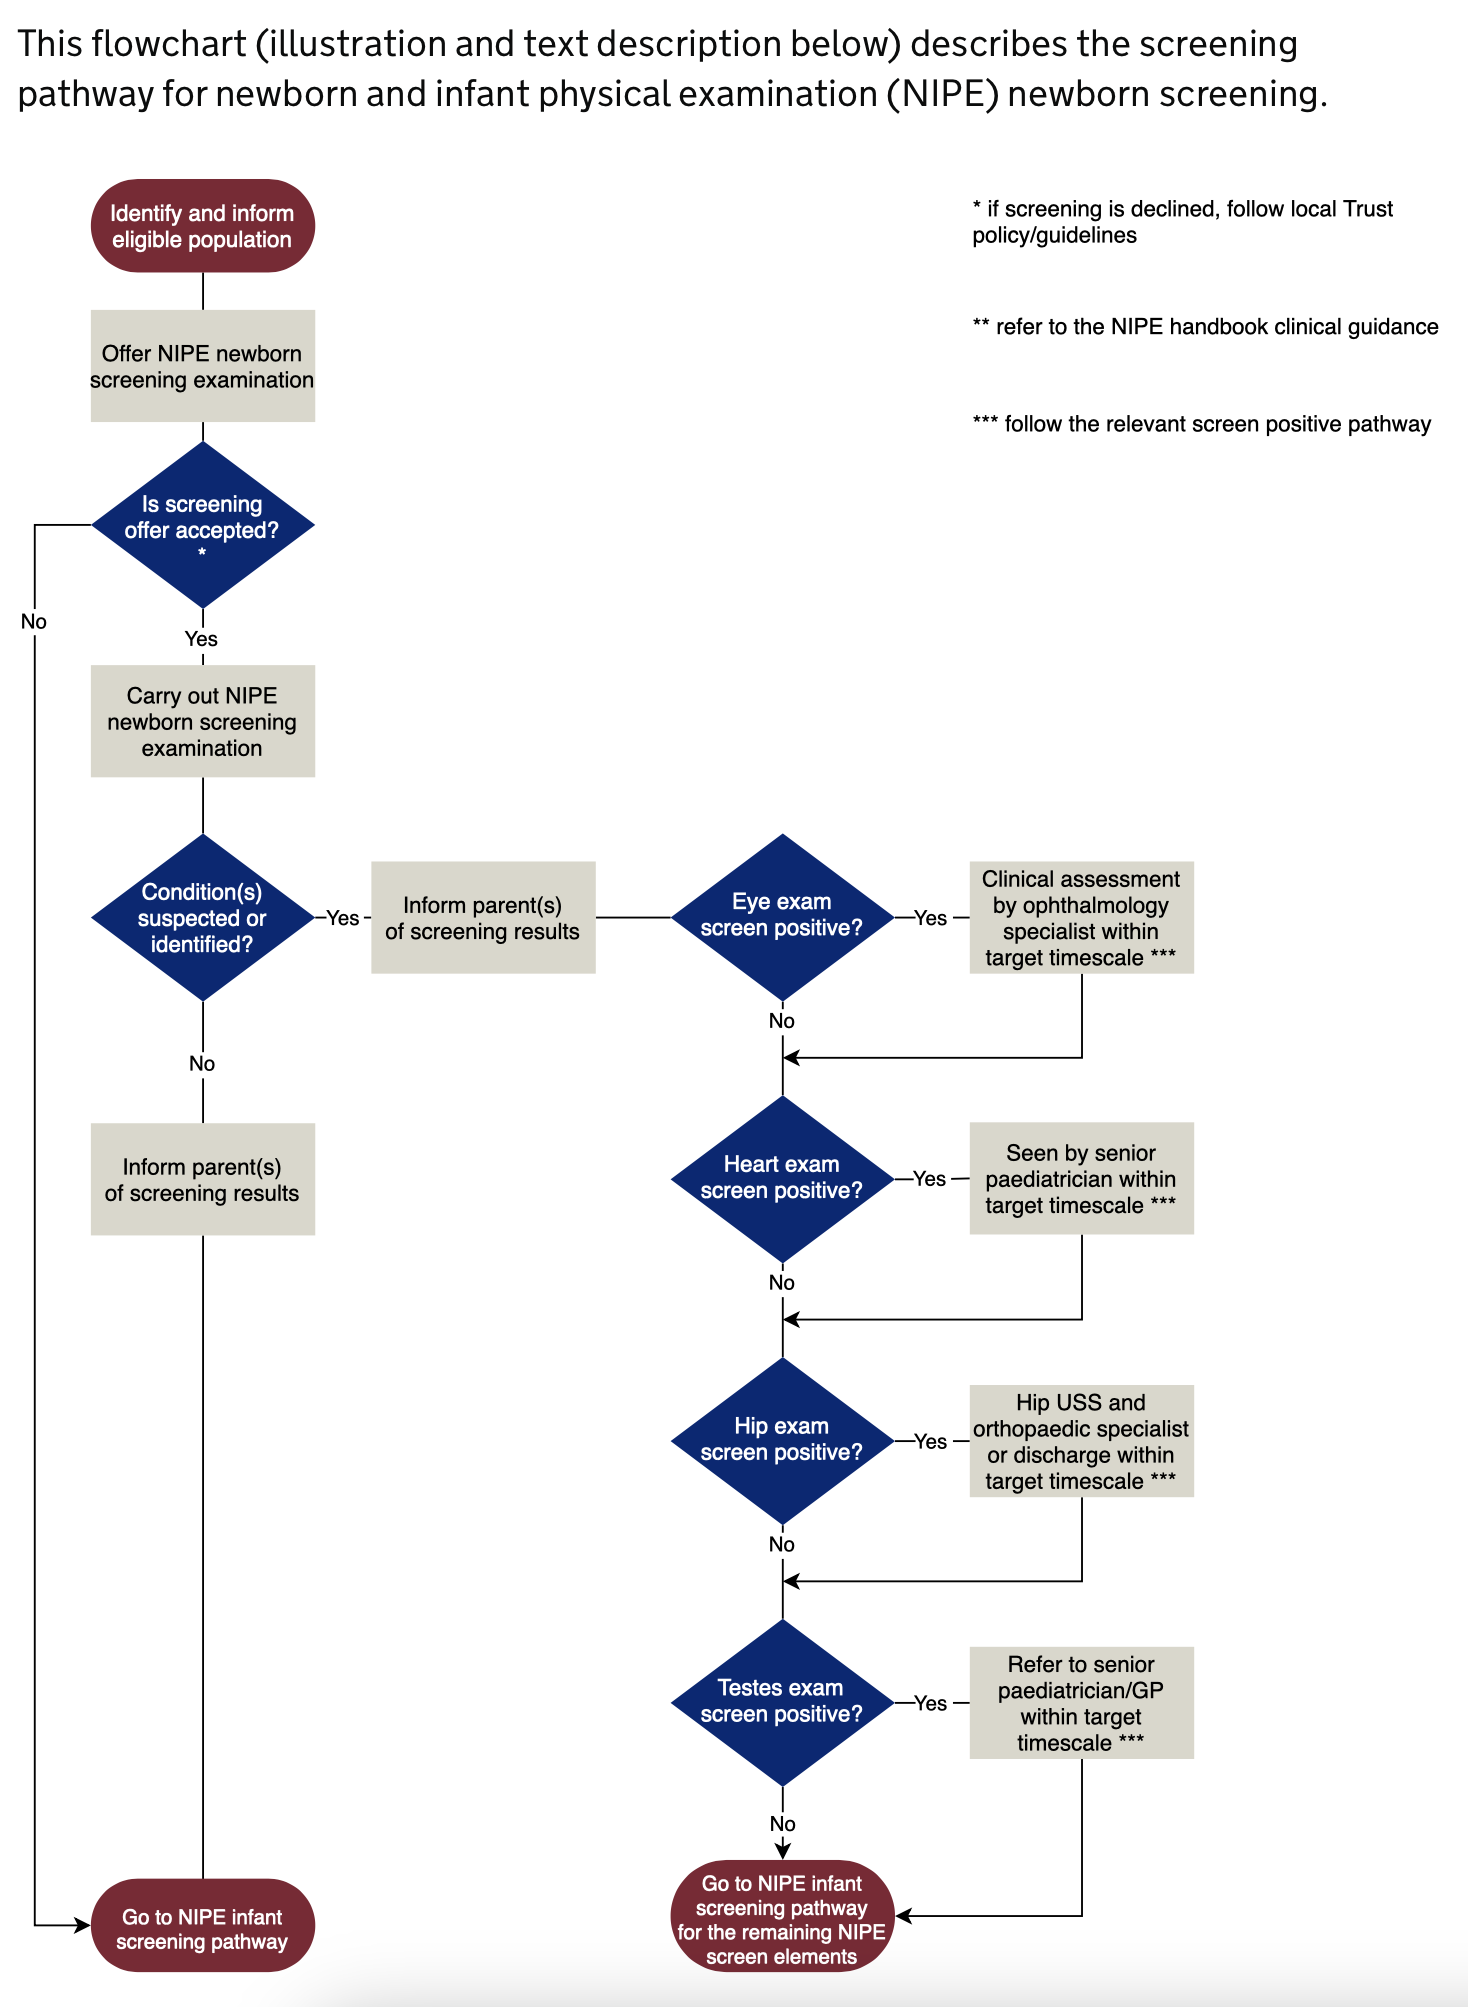 This flowchart (illustration and text description below) describes the screening
pathway for newborn and infant physical examination (NIPE) newborn screening.
Identify and inform
eligible population
* if screening is declined, follow local Trust
policy/guidelines
** refer to the NIPE handbook clinical guidance
*** follow the relevant screen positive pathway
Offer NIPE newborn
screening examination
Is screening
offer accepted?
*
No
Yes
Carry out NIPE
newborn screening
examination
Condition(s)
suspected or
identified?
Yes
Inform parent(s)
of screening results
Eye exam
screen positive?
Yes
Clinical assessment
by ophthalmology
specialist within
target timescale ***
No
No
Inform parent(s)
of screening results
Heart exam
screen positive?
Yes
Seen by senior
paediatrician within
target timescale ***
No
Hip exam
screen positive?
Yes
Hip USS and
orthopaedic specialist
or discharge within
target timescale ***
No
Testes exam
screen positive?
Yes
Refer to senior
paediatrician/GP
within target
timescale ***
No
Go to NIPE infant
screening pathway
Go to NIPE infant
screening pathway
for the remaining NIPE
screen elements